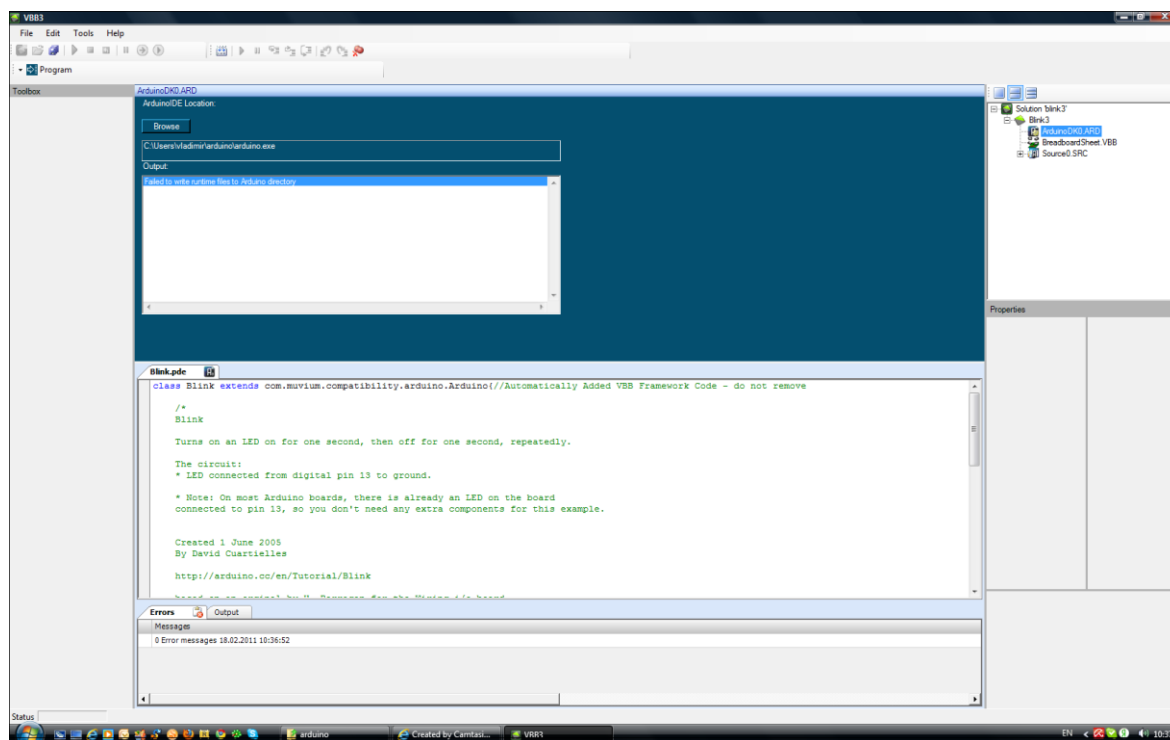 VBB3
File Edit Tools Help
Program
Toolbox
ArduinoDK0.ARD
ArduinoIDE Location:
Browse
C:\Users\vladimir\arduino\arduino.exe
Output:
Failed to write runtime files to Arduino directory
Solution 'blink3'
Blink3
ArduinoDK0.ARD
BreadboardSheet.VBB
Source0.SRC
Properties
Blink.pde
class Blink extends com.muvium.compatibility.arduino.Arduino{//Automatically Added VBB Framework Code - do not remove
/*
Blink
Turns on an LED on for one second, then off for one second, repeatedly.
The circuit:
* LED connected from digital pin 13 to ground.
* Note: On most Arduino boards, there is already an LED on the board
connected to pin 13, so you don't need any extra components for this example.
Created 1 June 2005
By David Cuartielles
http://arduino.cc/en/Tutorial/Blink
Errors Output
Messages
0 Error messages 18.02.2011 10:36:52
Status
arduino
Created by Camtasi...
VBB3
EN